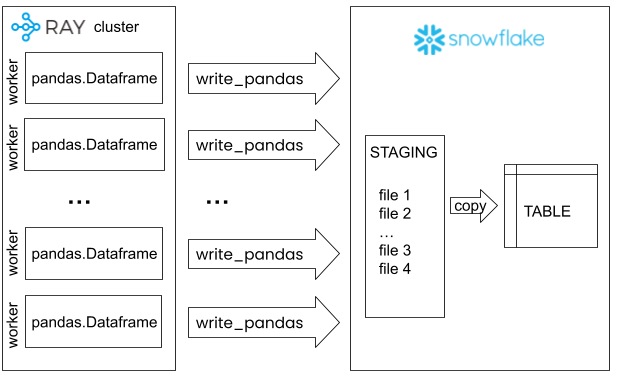 RAY cluster
snowflake
worker
pandas.Dataframe
write_pandas
worker
pandas.Dataframe
write_pandas
STAGING
file 1
file 2
...
file 3
file 4
copy
TABLE
...
...
worker
pandas.Dataframe
write_pandas
worker
pandas.Dataframe
write_pandas